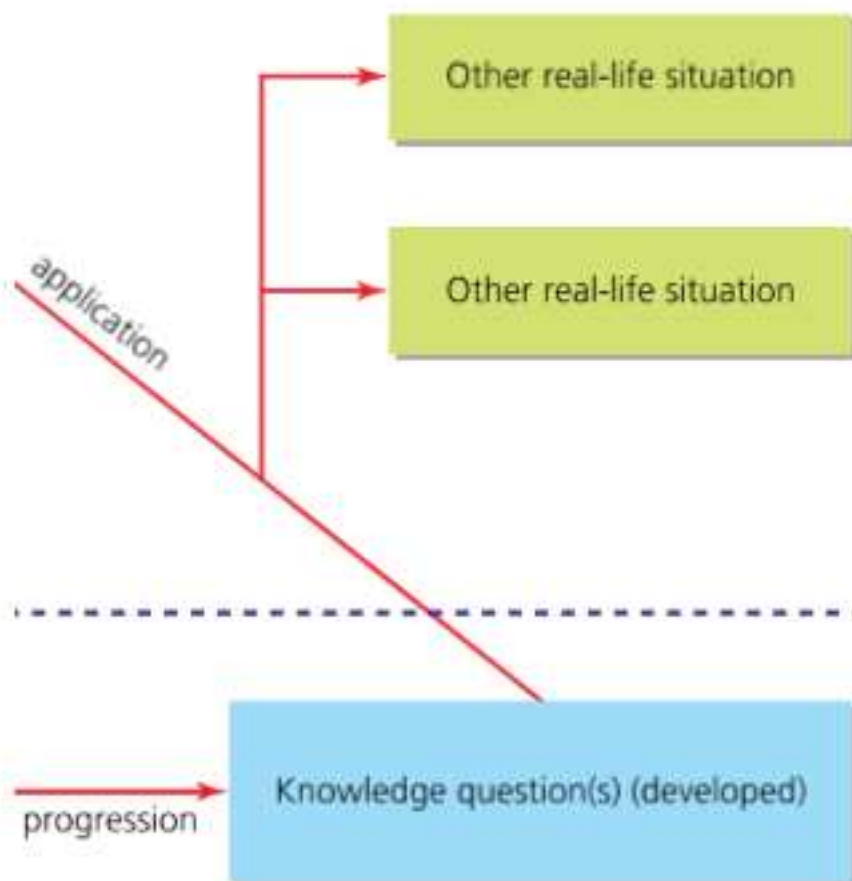 Other real-life situation
application
Other real-life situation
Knowledge question(s) (developed)
progression